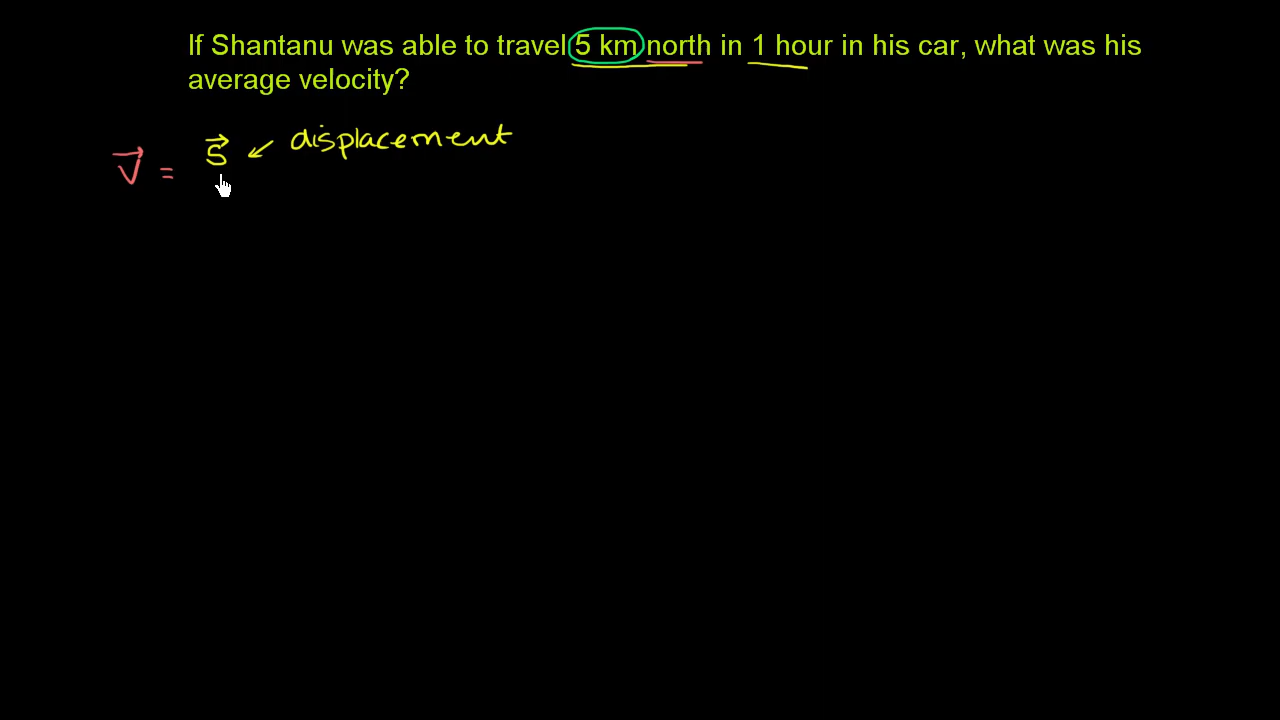 If Shantanu was able to travel 5 km north in 1 hour in his car, what was his
average velocity?
s⃗ ← displacement
v⃗ =